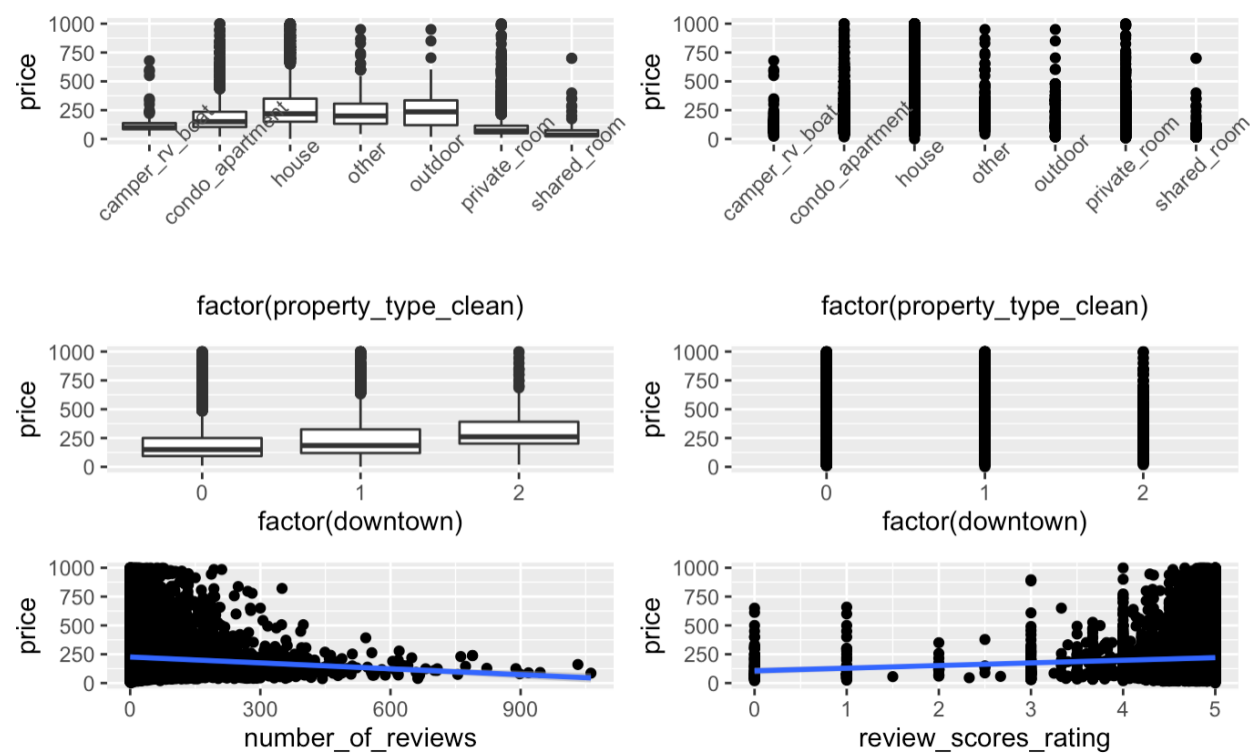 price
1000
750
500
250
0
camper_rv_boat
condo_apartment
house
other
outdoor
private_room
shared_room
factor(property_type_clean)
price
1000
750
500
250
0
camper_rv_boat
condo_apartment
house
other
outdoor
private_room
shared_room
factor(property_type_clean)
price
1000
750
500
250
0
0 1 2
factor(downtown)
price
1000
750
500
250
0
0 1 2
factor(downtown)
price
1000
750
500
250
0
0 300 600 900
number_of_reviews
price
1000
750
500
250
0
0 1 2 3 4 5
review_scores_rating